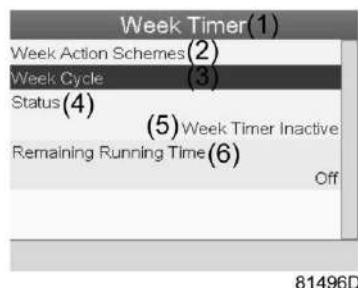 Week Timer(1)
Week Action Schemes(2)
Week Cycle (3)
Status(4)
(5) Week Timer Inactive
Remaining Running Time(6)
Off
81496D